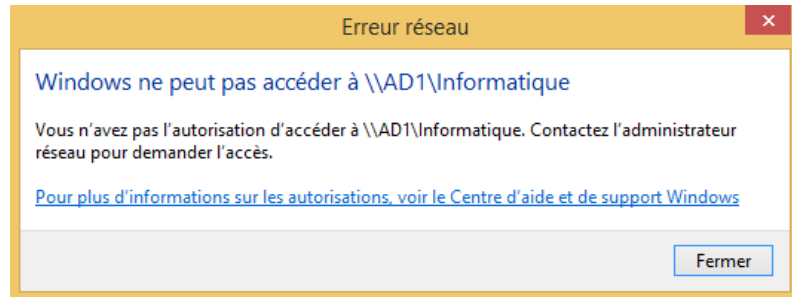 Erreur réseau
Windows ne peut pas accéder à \\AD1\Informatique
Vous n'avez pas l'autorisation d'accéder à \\AD1\Informatique. Contactez l'administrateur
réseau pour demander l'accès.
Pour plus d'informations sur les autorisations, voir le Centre d'aide et de support Windows
Fermer